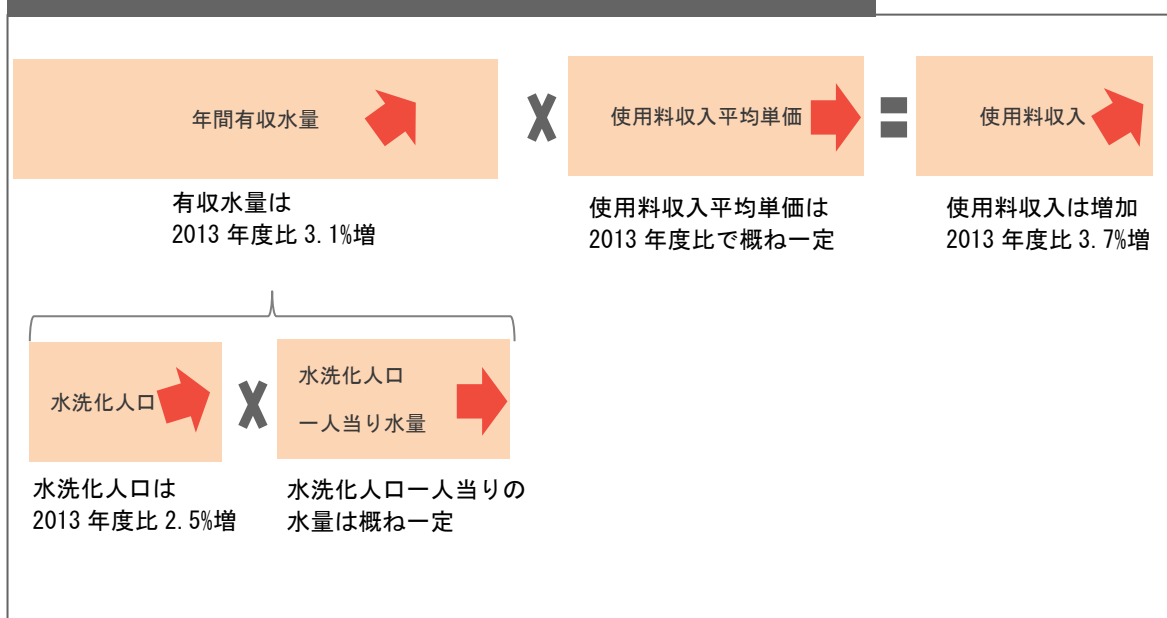 年間有収水量
使用料収入平均単価
使用料収入
有収水量は
2013 年度比 3.1%増
使用料収入平均単価は
2013 年度比で概ね一定
使用料収入は増加
2013 年度比 3.7%増
水洗化人口
水洗化人口
一人当り水量
水洗化人口は
2013 年度比 2.5%増
水洗化人口一人当りの
水量は概ね一定